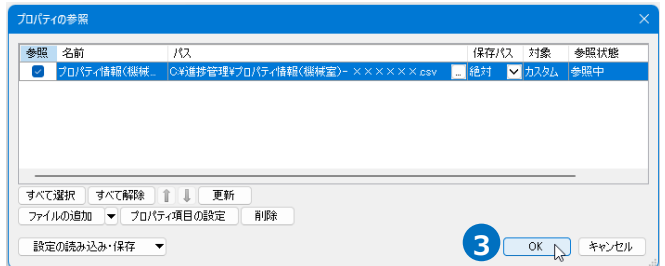 プロパティの参照
参照 名前 パス 保存パス 対象 参照状態
プロパティ情報(機械... C:¥進捗管理¥プロパティ情報(機械室)- ××××××.csv ... 絶対 カスタム 参照中
すべて選択 すべて解除 更新
ファイルの追加 プロパティ項目の設定 削除
設定の読み込み・保存 3 OK キャンセル